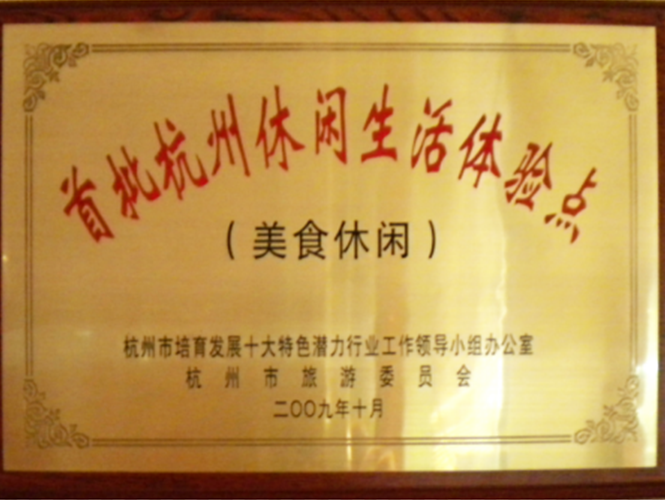 首批杭州休闲生活体验点
（美食休闲）
杭州市培育发展十大特色潜力行业工作领导小组办公室
杭州市旅游委员会
二〇〇九年十月